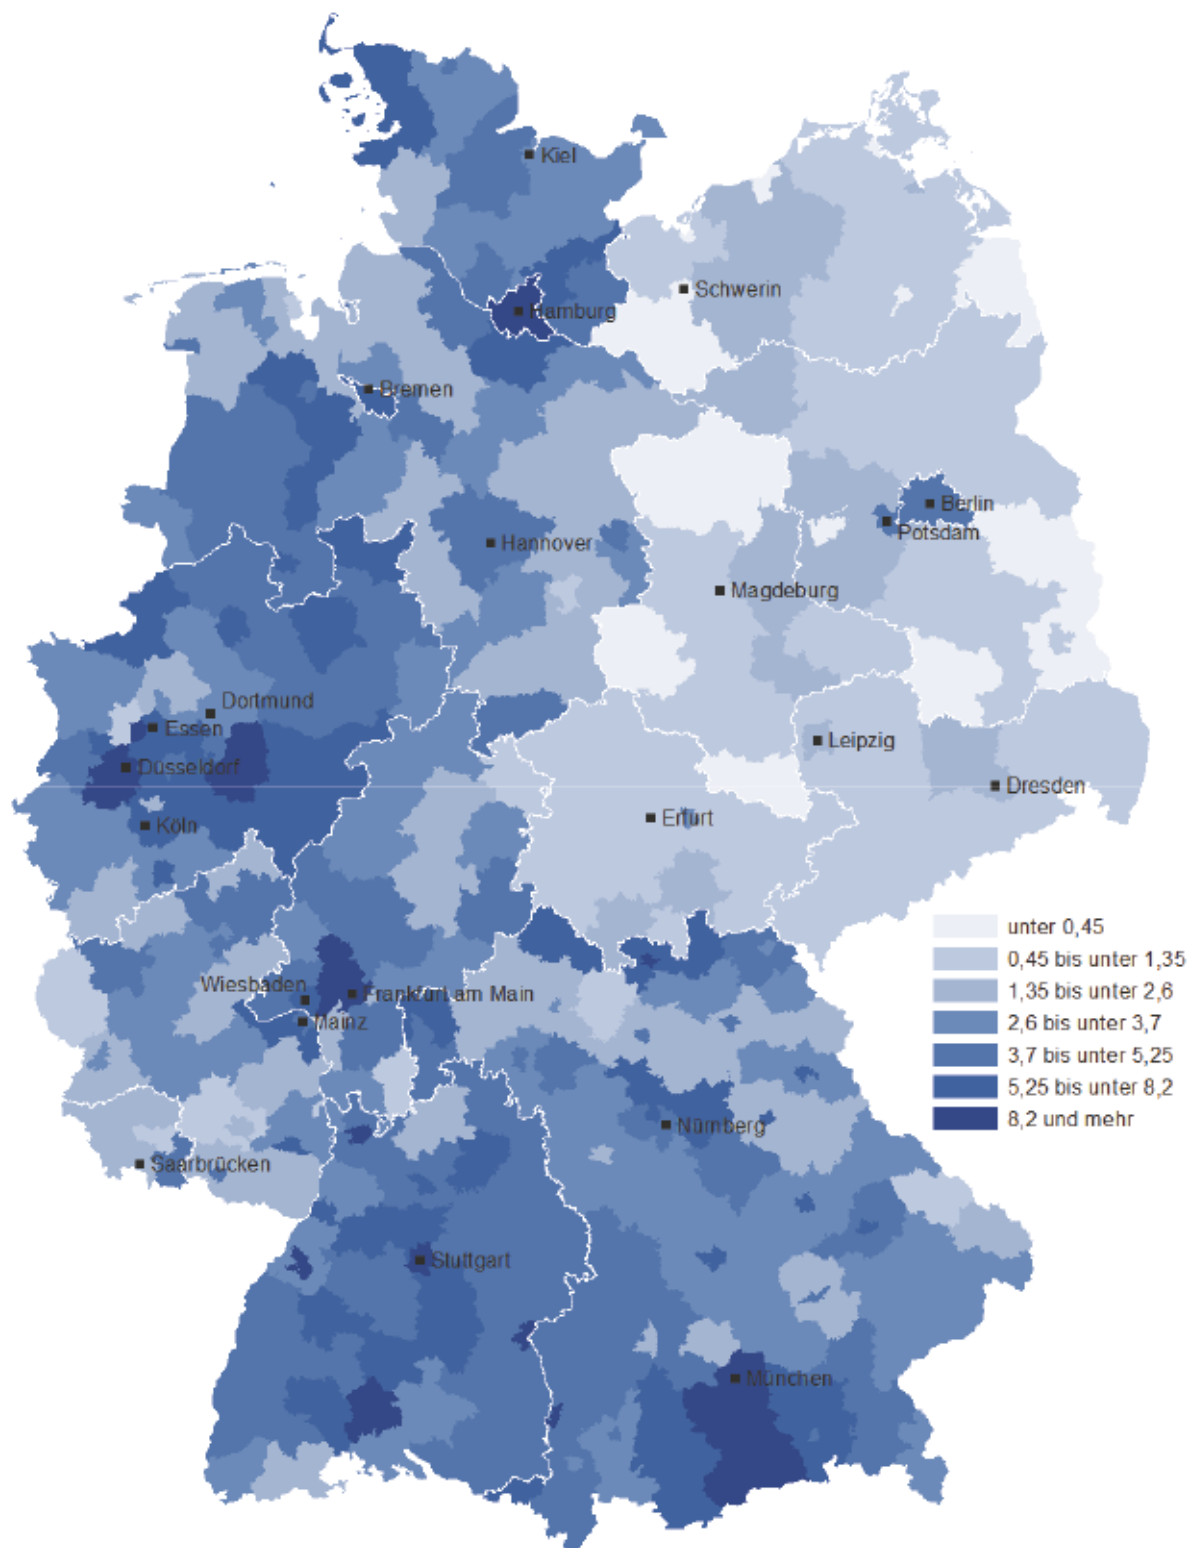 Kiel
Schwerin
Hamburg
Bremen
Berlin
Potsdam
Hannover
Magdeburg
Dortmund
Essen
Leipzig
Düsseldorf
Dresden
Köln
Erfurt
unter 0,45
0,45 bis unter 1,35
1,35 bis unter 2,6
2,6 bis unter 3,7
3,7 bis unter 5,25
5,25 bis unter 8,2
8,2 und mehr
Wiesbaden
Frankfurt am Main
Mainz
Nürnberg
Saarbrücken
Stuttgart
München